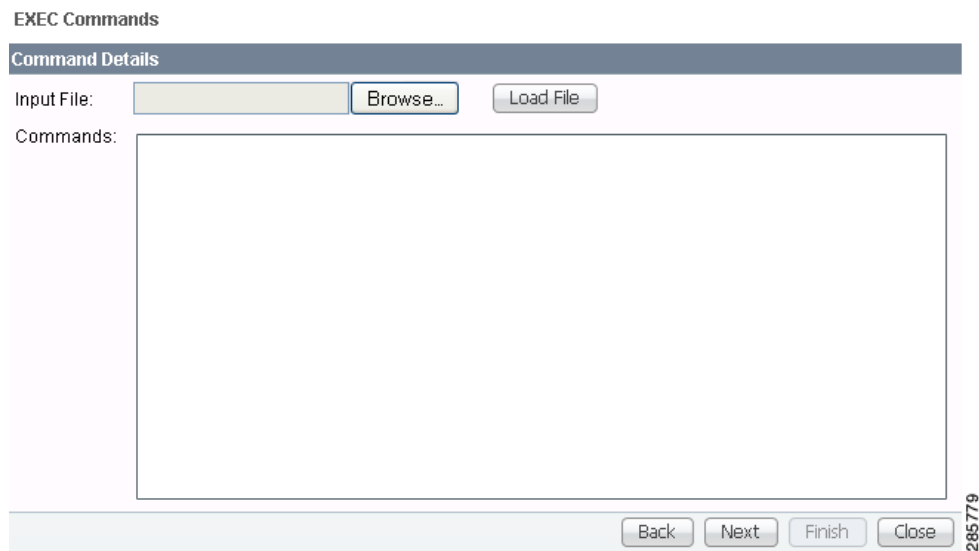 EXEC Commands
Command Details
Input File: Browse... Load File
Commands:
Back Next Finish Close
285779